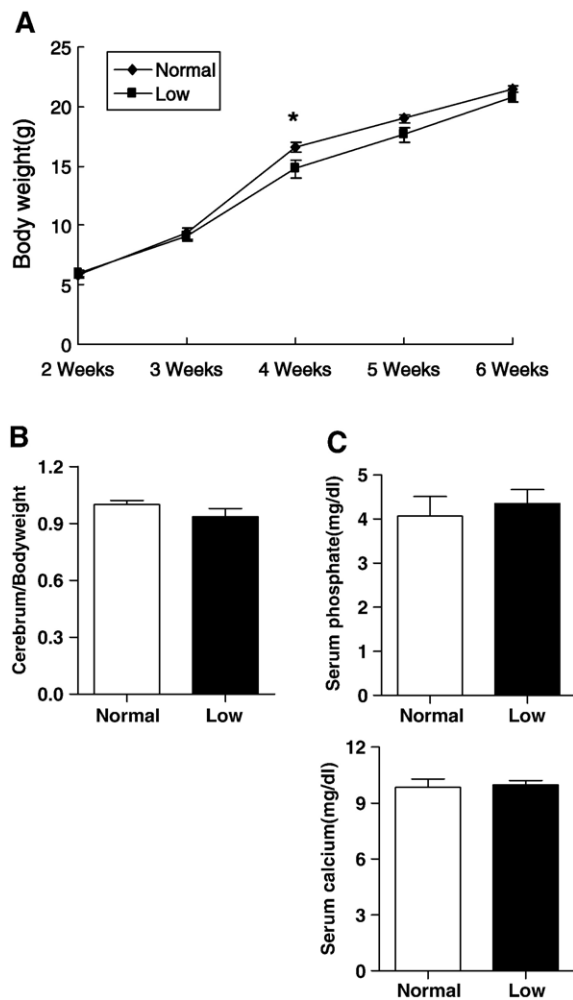 A
Body weight(g)
25
20
15
10
5
0
Normal
Low
*
2 Weeks 3 Weeks 4 Weeks 5 Weeks 6 Weeks
B
Cerebrum/Bodyweight
1.2
0.9
0.6
0.3
0.0
Normal Low
C
Serum phosphate(mg/dl)
5
4
3
2
1
0
Normal Low
Serum calcium(mg/dl)
12
9
6
3
0
Normal Low